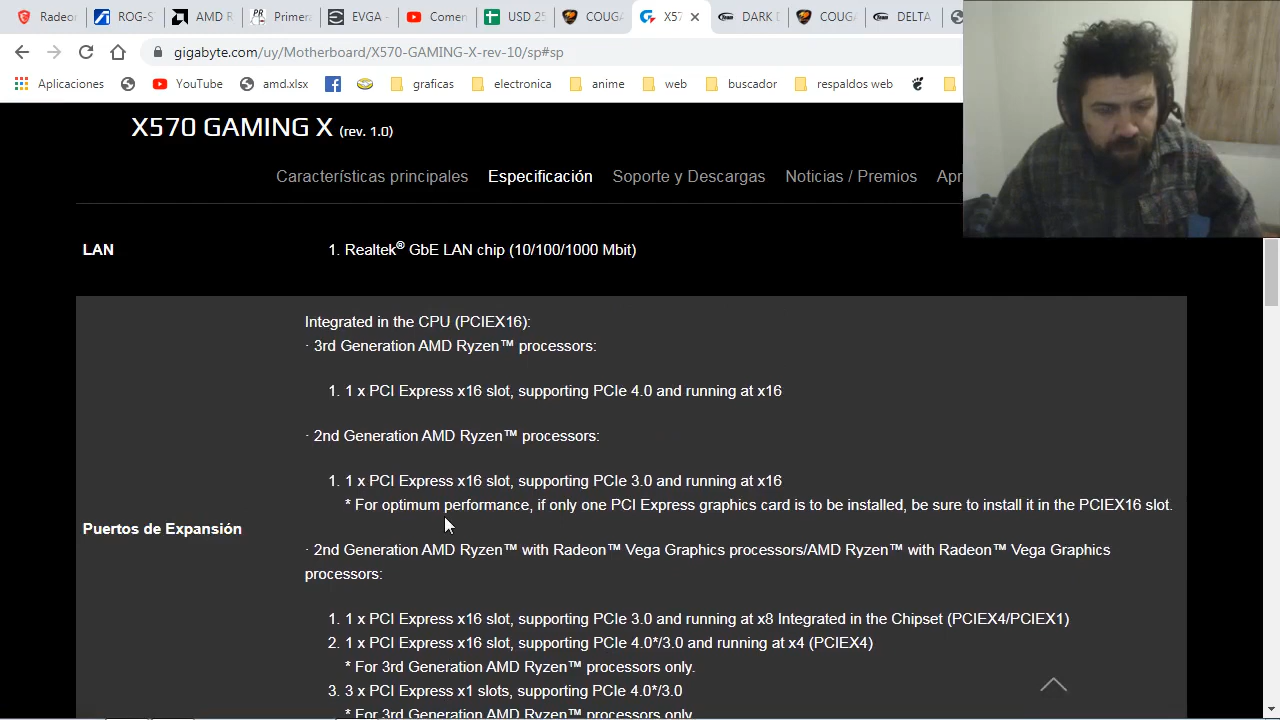 Radeor
ROG-S
AMD R
Primer
EVGA -
Comen
USD 25
COUGA
X57
DARK D
COUG
DELTA
gigabyte.com/uy/Motherboard/X570-GAMING-X-rev-10/sp#sp
Aplicaciones
YouTube
amd.xlsx
graficas
electronica
anime
web
buscador
respaldos web
X570 GAMING X (rev. 1.0)
Características principales
Especificación
Soporte y Descargas
Noticias / Premios
Apr
LAN
1. Realtek® GbE LAN chip (10/100/1000 Mbit)
Puertos de Expansión
Integrated in the CPU (PCIEX16):
· 3rd Generation AMD Ryzen™ processors:
1. 1 x PCI Express x16 slot, supporting PCIe 4.0 and running at x16
· 2nd Generation AMD Ryzen™ processors:
1. 1 x PCI Express x16 slot, supporting PCIe 3.0 and running at x16
* For optimum performance, if only one PCI Express graphics card is to be installed, be sure to install it in the PCIEX16 slot.
· 2nd Generation AMD Ryzen™ with Radeon™ Vega Graphics processors/AMD Ryzen™ with Radeon™ Vega Graphics
processors:
1. 1 x PCI Express x16 slot, supporting PCIe 3.0 and running at x8 Integrated in the Chipset (PCIEX4/PCIEX1)
2. 1 x PCI Express x16 slot, supporting PCIe 4.0*/3.0 and running at x4 (PCIEX4)
* For 3rd Generation AMD Ryzen™ processors only.
3. 3 x PCI Express x1 slots, supporting PCIe 4.0*/3.0
* For 3rd Generation AMD Ryzen™ processors only.